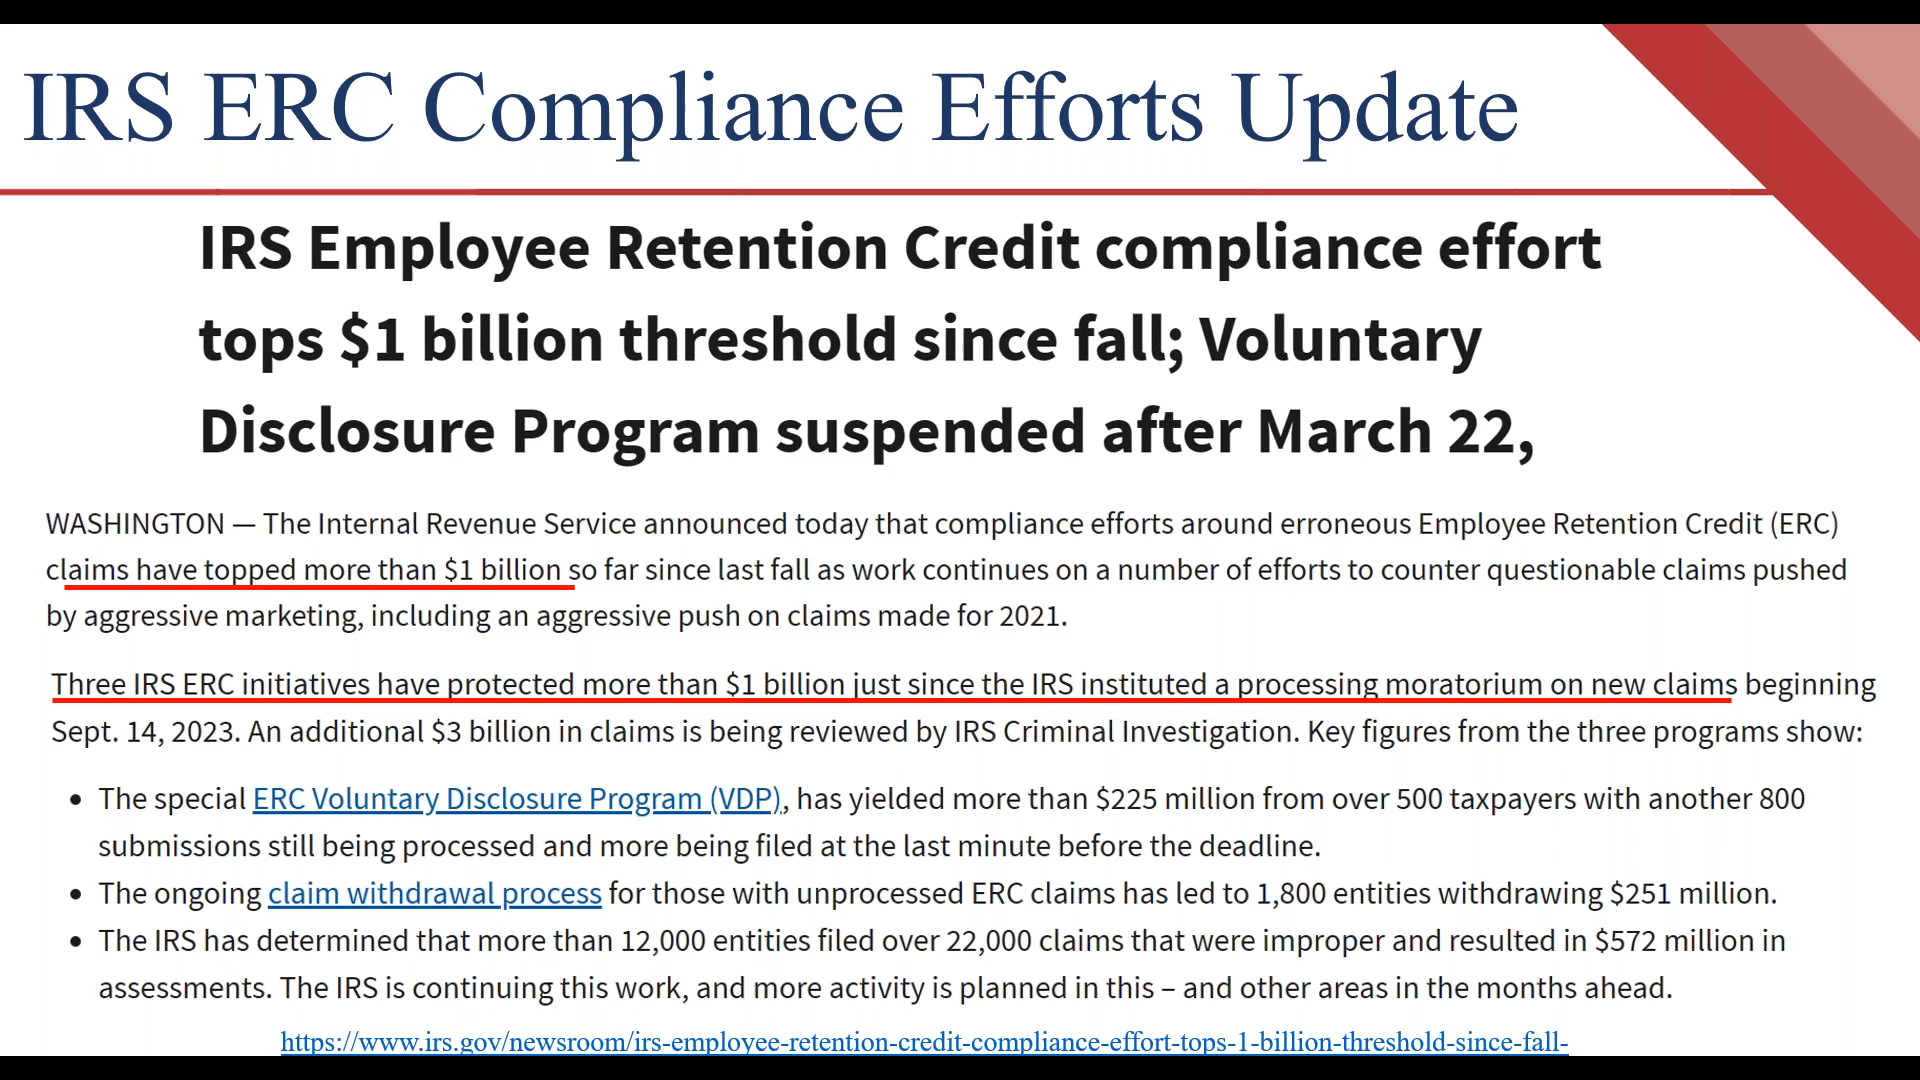 IRS ERC Compliance Efforts Update
IRS Employee Retention Credit compliance effort
tops $1 billion threshold since fall; Voluntary
Disclosure Program suspended after March 22,
WASHINGTON — The Internal Revenue Service announced today that compliance efforts around erroneous Employee Retention Credit (ERC)
claims have topped more than $1 billion so far since last fall as work continues on a number of efforts to counter questionable claims pushed
by aggressive marketing, including an aggressive push on claims made for 2021.
Three IRS ERC initiatives have protected more than $1 billion just since the IRS instituted a processing moratorium on new claims beginning
Sept. 14, 2023. An additional $3 billion in claims is being reviewed by IRS Criminal Investigation. Key figures from the three programs show:
• The special ERC Voluntary Disclosure Program (VDP), has yielded more than $225 million from over 500 taxpayers with another 800
submissions still being processed and more being filed at the last minute before the deadline.
• The ongoing claim withdrawal process for those with unprocessed ERC claims has led to 1,800 entities withdrawing $251 million.
• The IRS has determined that more than 12,000 entities filed over 22,000 claims that were improper and resulted in $572 million in
assessments. The IRS is continuing this work, and more activity is planned in this – and other areas in the months ahead.
https://www.irs.gov/newsroom/irs-employee-retention-credit-compliance-effort-tops-1-billion-threshold-since-fall-